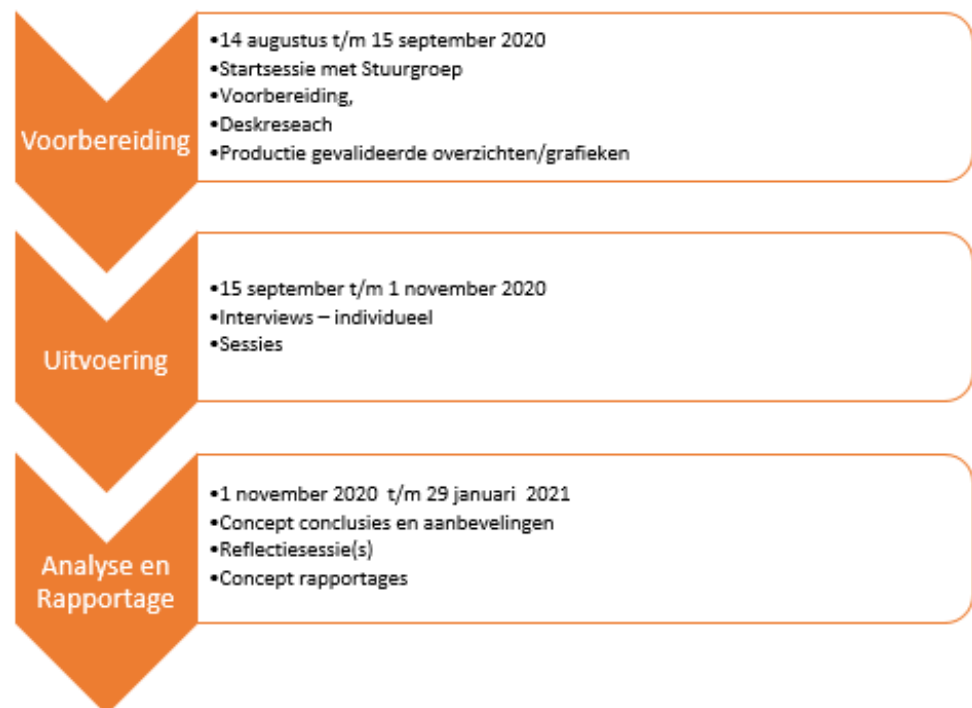 Voorbereiding
•14 augustus t/m 15 september 2020
•Startsessie met Stuurgroep
•Voorbereiding,
•Deskreseach
•Productie gevalideerde overzichten/grafieken
Uitvoering
•15 september t/m 1 november 2020
•Interviews – individueel
•Sessies
Analyse en
Rapportage
•1 november 2020  t/m 29 januari  2021
•Concept conclusies en aanbevelingen
•Reflectiesessie(s)
•Concept rapportages